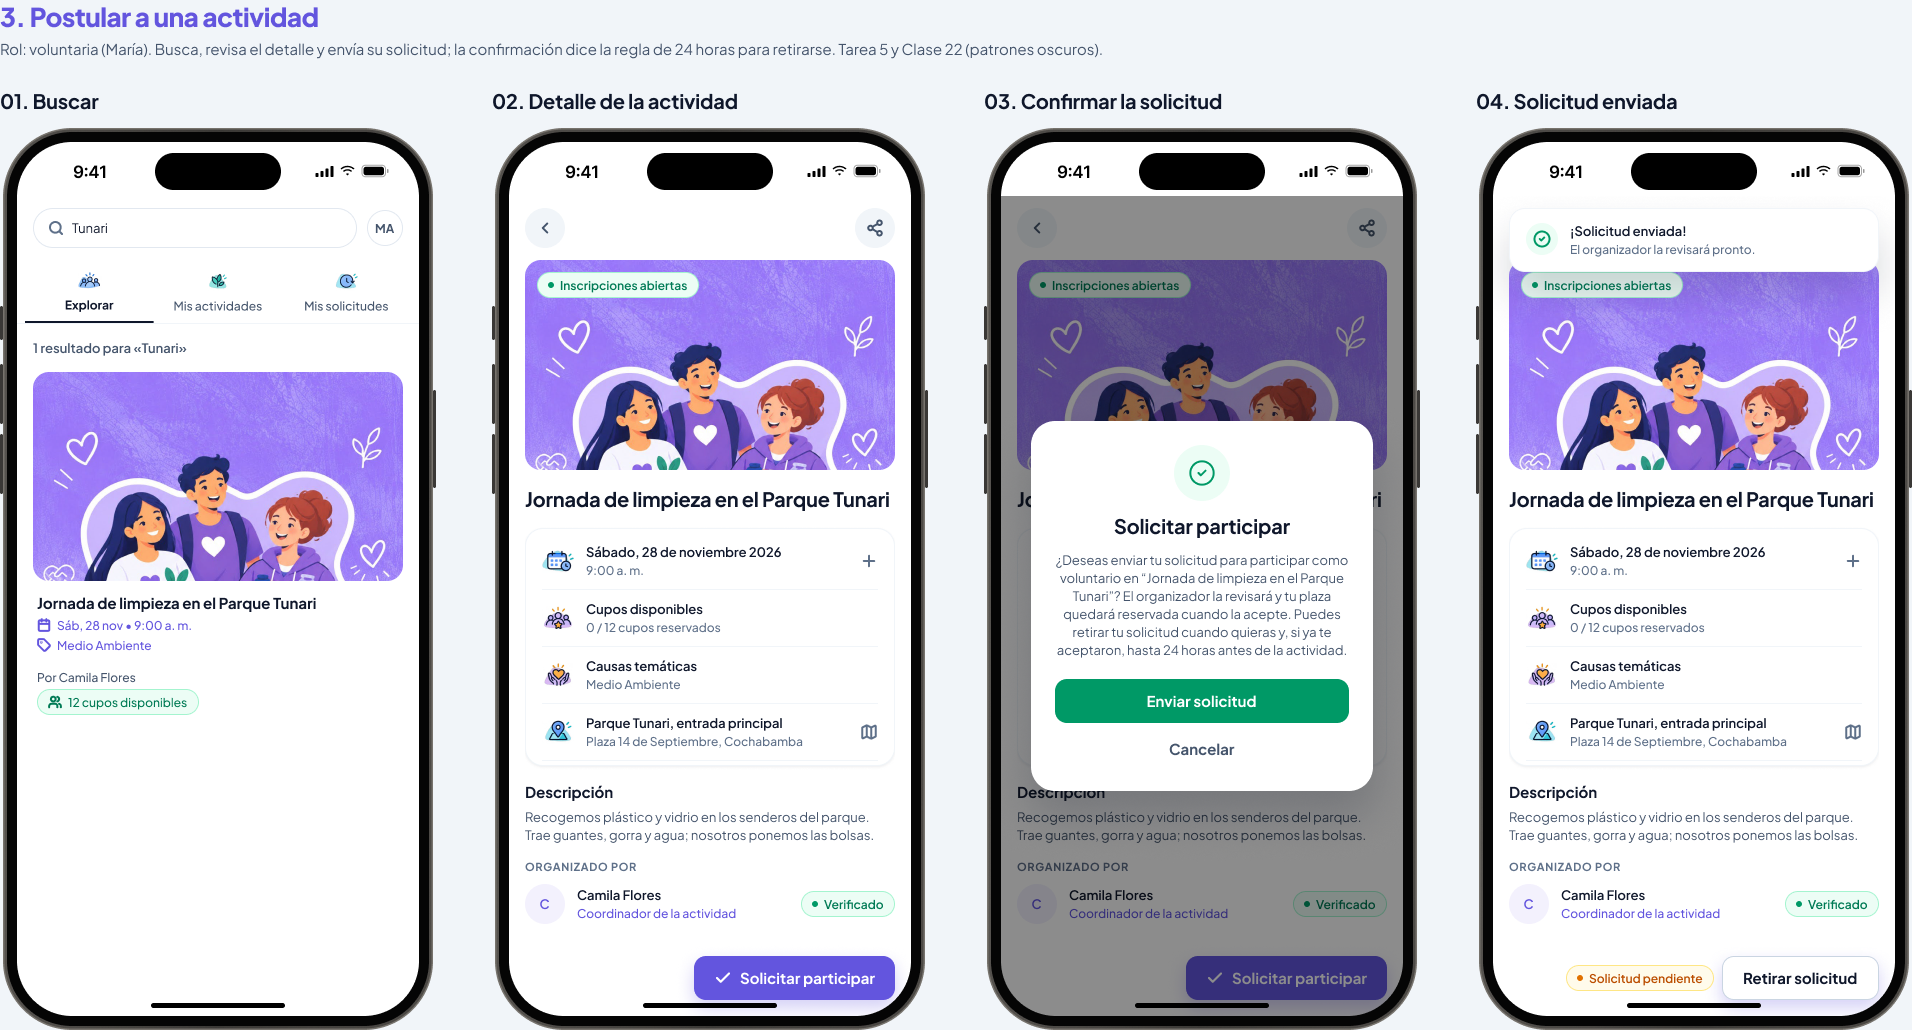 3. Postular a una actividad
Rol: voluntaria (María). Busca, revisa el detalle y envía su solicitud; la confirmación dice la regla de 24 horas para retirarse. Tarea 5 y Clase 22 (patrones oscuros).
01. Buscar
9:41
Tunari
MA
Explorar
Mis actividades
Mis solicitudes
1 resultado para «Tunari»
Jornada de limpieza en el Parque Tunari
Sáb, 28 nov • 9:00 a. m.
Medio Ambiente
Por Camila Flores
12 cupos disponibles
02. Detalle de la actividad
9:41
Inscripciones abiertas
Jornada de limpieza en el Parque Tunari
Sábado, 28 de noviembre 2026
9:00 a. m.
Cupos disponibles
0 / 12 cupos reservados
Causas temáticas
Medio Ambiente
Parque Tunari, entrada principal
Plaza 14 de Septiembre, Cochabamba
Descripción
Recogemos plástico y vidrio en los senderos del parque.
Trae guantes, gorra y agua; nosotros ponemos las bolsas.
ORGANIZADO POR
C
Camila Flores
Coordinador de la actividad
Verificado
Solicitar participar
03. Confirmar la solicitud
9:41
Inscripciones abiertas
Solicitar participar
¿Deseas enviar tu solicitud para participar como
voluntario en “Jornada de limpieza en el Parque
Tunari”? El organizador la revisará y tu plaza
quedará reservada cuando la acepte. Puedes
retirar tu solicitud cuando quieras y, si ya te
aceptaron, hasta 24 horas antes de la actividad.
Enviar solicitud
Cancelar
Descripción
Recogemos plástico y vidrio en los senderos del parque.
Trae guantes, gorra y agua; nosotros ponemos las bolsas.
ORGANIZADO POR
C
Camila Flores
Coordinador de la actividad
Verificado
Solicitar participar
04. Solicitud enviada
9:41
¡Solicitud enviada!
El organizador la revisará pronto.
Inscripciones abiertas
Jornada de limpieza en el Parque Tunari
Sábado, 28 de noviembre 2026
9:00 a. m.
Cupos disponibles
0 / 12 cupos reservados
Causas temáticas
Medio Ambiente
Parque Tunari, entrada principal
Plaza 14 de Septiembre, Cochabamba
Descripción
Recogemos plástico y vidrio en los senderos del parque.
Trae guantes, gorra y agua; nosotros ponemos las bolsas.
ORGANIZADO POR
C
Camila Flores
Coordinador de la actividad
Verificado
Solicitud pendiente
Retirar solicitud